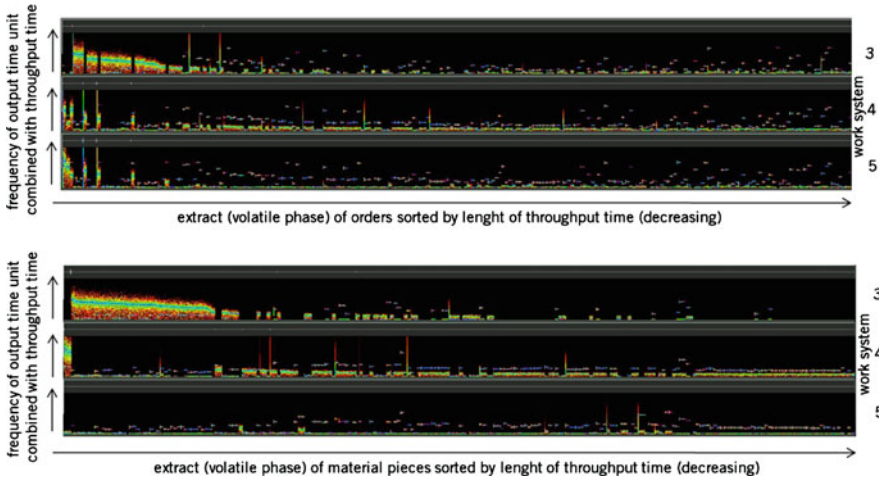 frequency of output time unit
combined with throughput time
3
4
5
work system
extract (volatile phase) of orders sorted by lenght of throughput time (decreasing)
frequency of output time unit
combined with throughput time
3
4
work system
extract (volatile phase) of material pieces sorted by lenght of throughput time (decreasing)